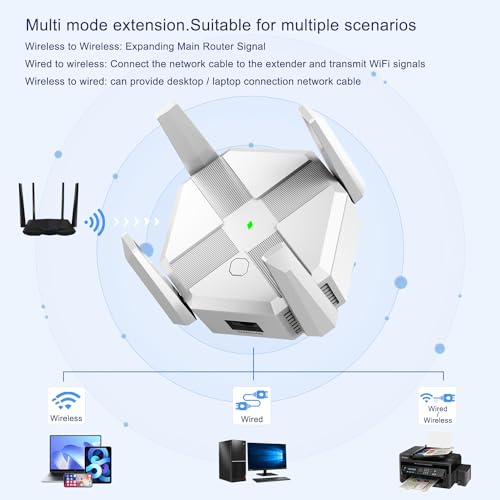 Multi mode extension.Suitable for multiple scenarios
Wireless to Wireless: Expanding Main Router Signal
Wired to wireless: Connect the network cable to the extender and transmit WiFi signals
Wireless to wired: can provide desktop / laptop connection network cable
Wireless
Wired
Wired /
Wireless